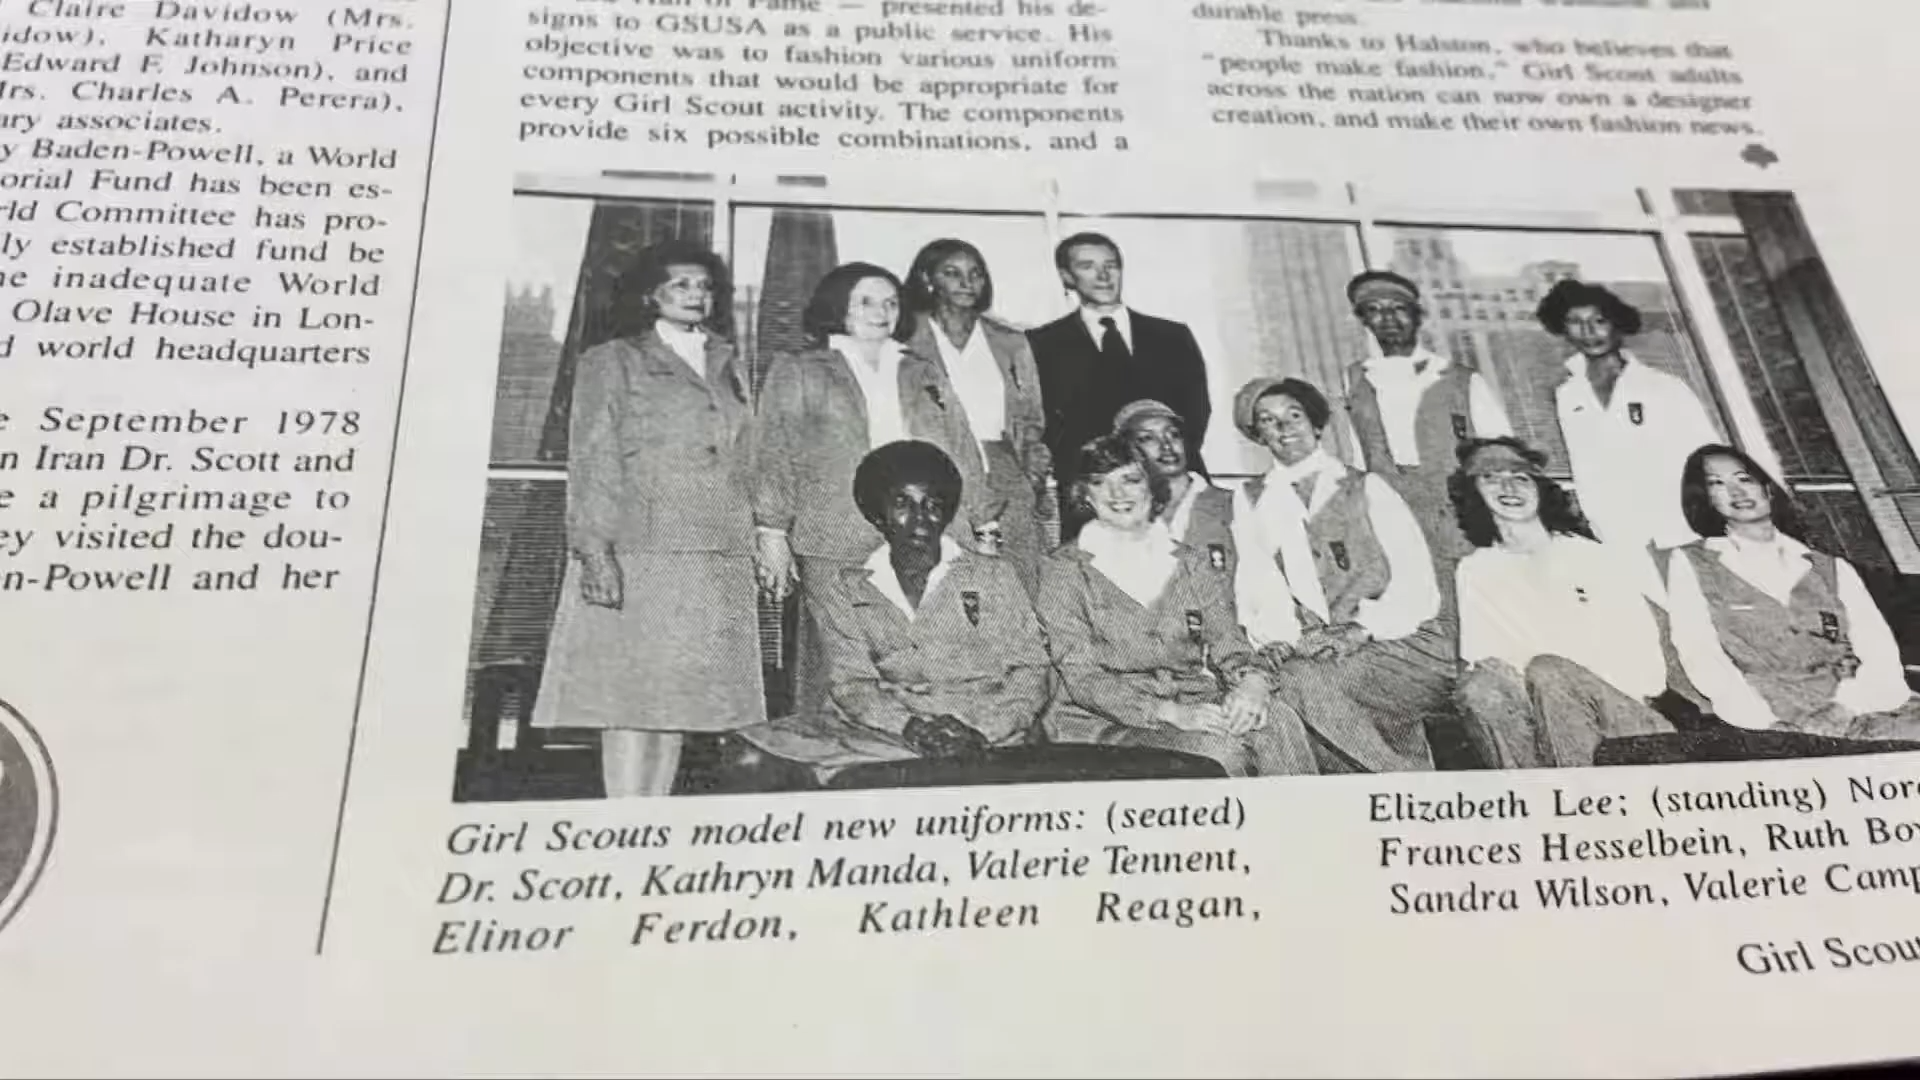 Claire Davidow (Mrs.
idow), Katharyn Price
Edward F. Johnson), and
Mrs. Charles A. Perera),
ary associates.
y Baden-Powell, a World
orial Fund has been es-
rld Committee has pro-
ly established fund be
he inadequate World
Olave House in Lon-
d world headquarters
e September 1978
n Iran Dr. Scott and
e a pilgrimage to
ey visited the dou-
n-Powell and her
of Fame — presented his de-
signs to GSUSA as a public service. His
objective was to fashion various uniform
components that would be appropriate for
every Girl Scout activity. The components
provide six possible combinations, and a
durable press.
Thanks to Halston, who believes that
"people make fashion," Girl Scout adults
across the nation can now own a designer
creation, and make their own fashion news.
Girl Scouts model new uniforms: (seated)
Dr. Scott, Kathryn Manda, Valerie Tennent,
Elinor Ferdon, Kathleen Reagan,
Elizabeth Lee; (standing) Nor
Frances Hesselbein, Ruth Bo
Sandra Wilson, Valerie Camp
Girl Scou